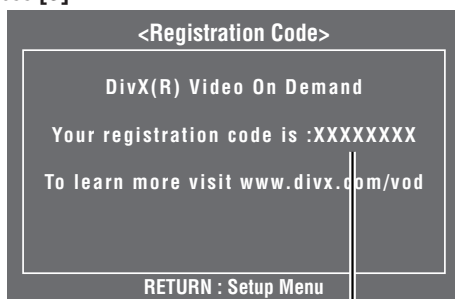 <Registration Code>
DivX(R) Video On Demand
Your registration code is :XXXXXXXX
To learn more visit www.divx.com/vod
RETURN : Setup Menu